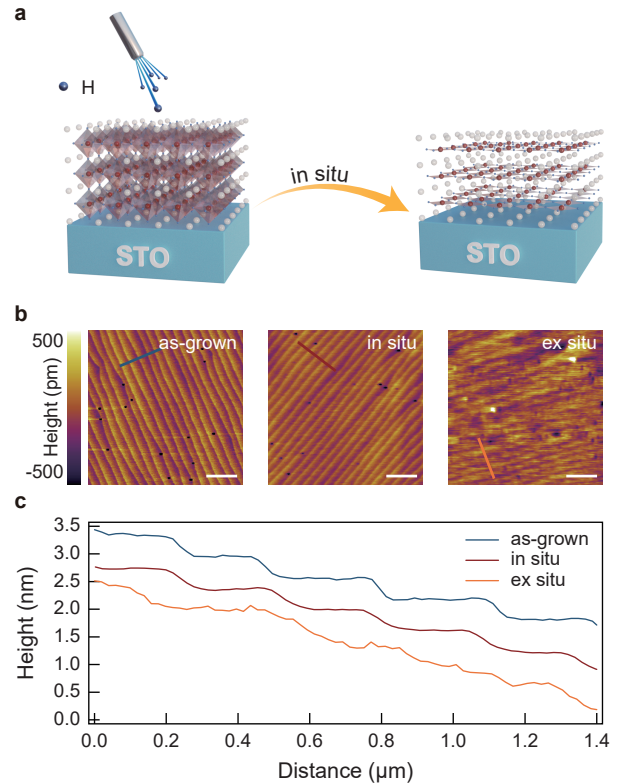 a
H
in situ
STO
STO
b
500
Height (pm)
-500
as-grown
in situ
ex situ
c
3.5
3.0
2.5
2.0
1.5
1.0
0.5
0.0
Height (nm)
as-grown
in situ
ex situ
0.0 0.2 0.4 0.6 0.8 1.0 1.2 1.4
Distance (μm)